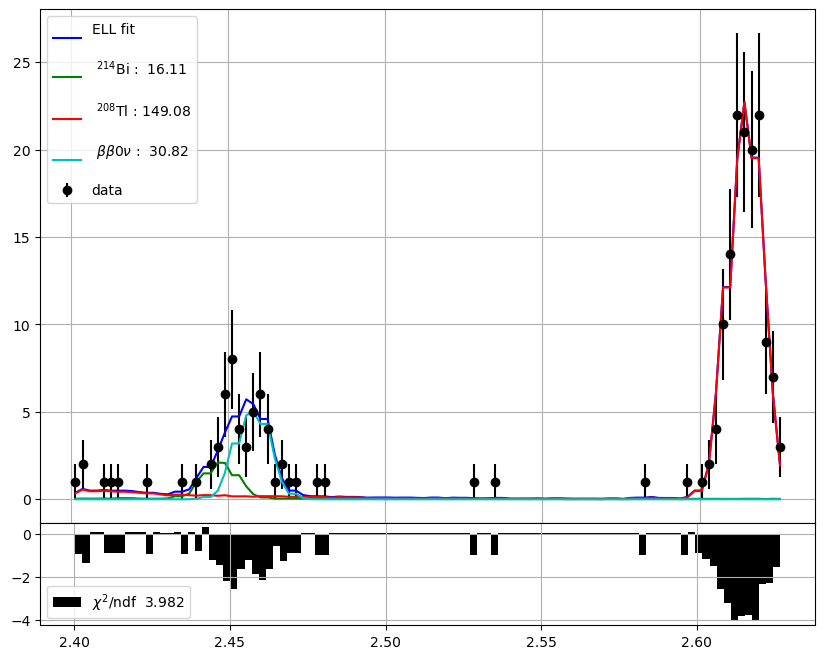 ELL fit
²¹⁴Bi : 16.11
²⁰⁸Tl : 149.08
ββ0ν : 30.82
data
25
20
15
10
5
0
0
−2
−4
χ²/ndf 3.982
2.40 2.45 2.50 2.55 2.60